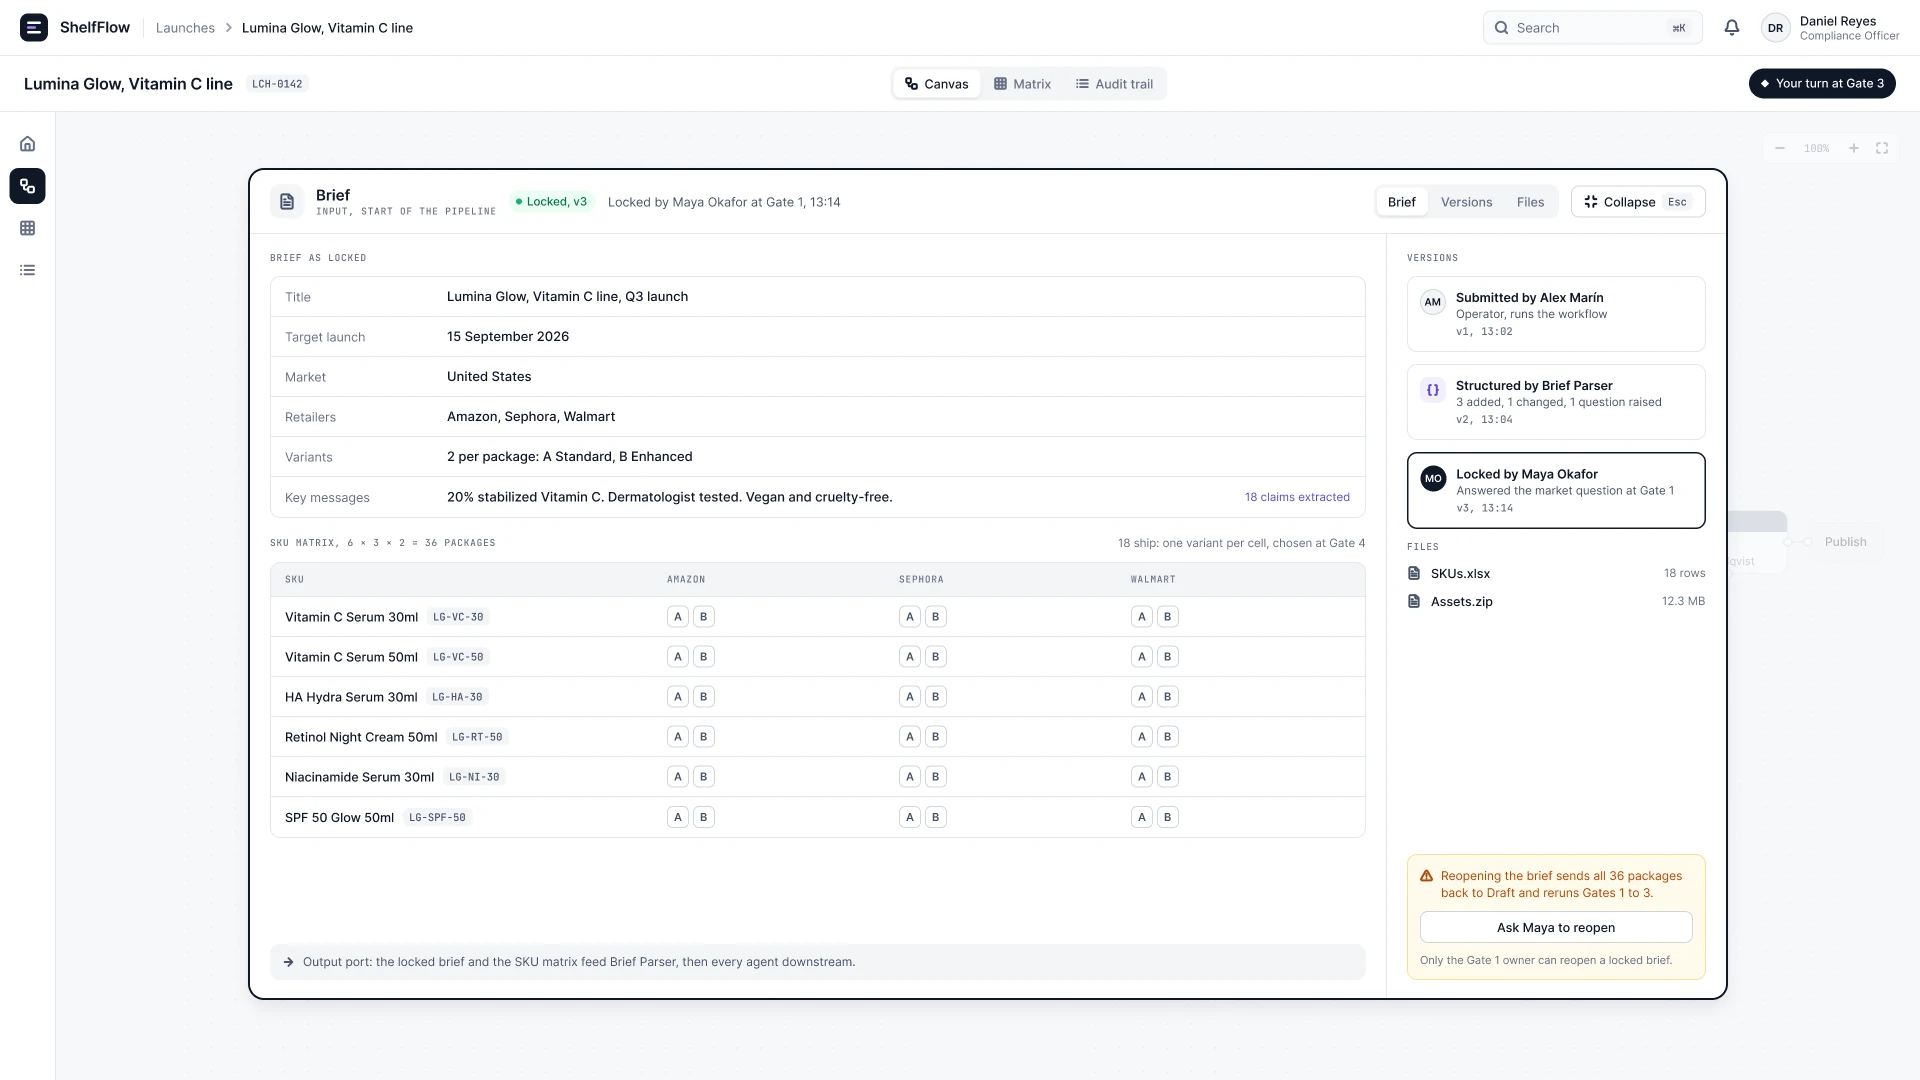 ShelfFlow
Launches > Lumina Glow, Vitamin C line
Search ⌘K
DR
Daniel Reyes
Compliance Officer
Lumina Glow, Vitamin C line LCH-0142
Canvas Matrix Audit trail
Your turn at Gate 3
100%
Brief
INPUT, START OF THE PIPELINE
Locked, v3
Locked by Maya Okafor at Gate 1, 13:14
Brief Versions Files
Collapse Esc
BRIEF AS LOCKED
Title Lumina Glow, Vitamin C line, Q3 launch
Target launch 15 September 2026
Market United States
Retailers Amazon, Sephora, Walmart
Variants 2 per package: A Standard, B Enhanced
Key messages 20% stabilized Vitamin C. Dermatologist tested. Vegan and cruelty-free. 18 claims extracted
SKU MATRIX, 6 × 3 × 2 = 36 PACKAGES 18 ship: one variant per cell, chosen at Gate 4
SKU AMAZON SEPHORA WALMART
Vitamin C Serum 30ml LG-VC-30 A B A B A B
Vitamin C Serum 50ml LG-VC-50 A B A B A B
HA Hydra Serum 30ml LG-HA-30 A B A B A B
Retinol Night Cream 50ml LG-RT-50 A B A B A B
Niacinamide Serum 30ml LG-NI-30 A B A B A B
SPF 50 Glow 50ml LG-SPF-50 A B A B A B
→ Output port: the locked brief and the SKU matrix feed Brief Parser, then every agent downstream.
VERSIONS
AM
Submitted by Alex Marín
Operator, runs the workflow
v1, 13:02
{}
Structured by Brief Parser
3 added, 1 changed, 1 question raised
v2, 13:04
MO
Locked by Maya Okafor
Answered the market question at Gate 1
v3, 13:14
FILES
SKUs.xlsx 18 rows
Assets.zip 12.3 MB
Reopening the brief sends all 36 packages
back to Draft and reruns Gates 1 to 3.
Ask Maya to reopen
Only the Gate 1 owner can reopen a locked brief.
Publish